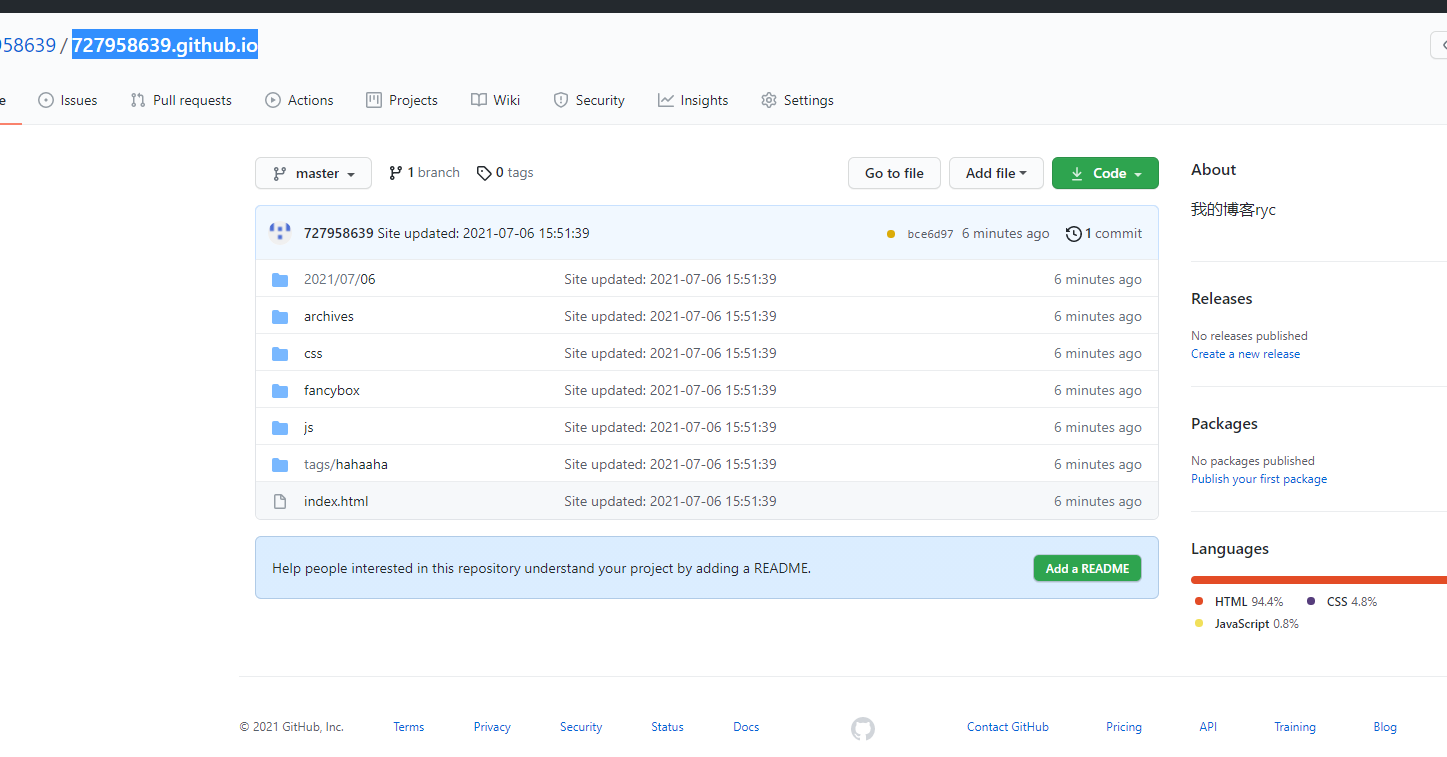 958639 / 727958639.github.io
Issues Pull requests Actions Projects Wiki Security Insights Settings
master 1 branch 0 tags Go to file Add file Code
727958639 Site updated: 2021-07-06 15:51:39 bce6d97 6 minutes ago 1 commit
2021/07/06 Site updated: 2021-07-06 15:51:39 6 minutes ago
archives Site updated: 2021-07-06 15:51:39 6 minutes ago
css Site updated: 2021-07-06 15:51:39 6 minutes ago
fancybox Site updated: 2021-07-06 15:51:39 6 minutes ago
js Site updated: 2021-07-06 15:51:39 6 minutes ago
tags/hahaaha Site updated: 2021-07-06 15:51:39 6 minutes ago
index.html Site updated: 2021-07-06 15:51:39 6 minutes ago
Help people interested in this repository understand your project by adding a README. Add a README
About
我的博客ryc
Releases
No releases published
Create a new release
Packages
No packages published
Publish your first package
Languages
HTML 94.4% CSS 4.8%
JavaScript 0.8%
© 2021 GitHub, Inc. Terms Privacy Security Status Docs Contact GitHub Pricing API Training Blog